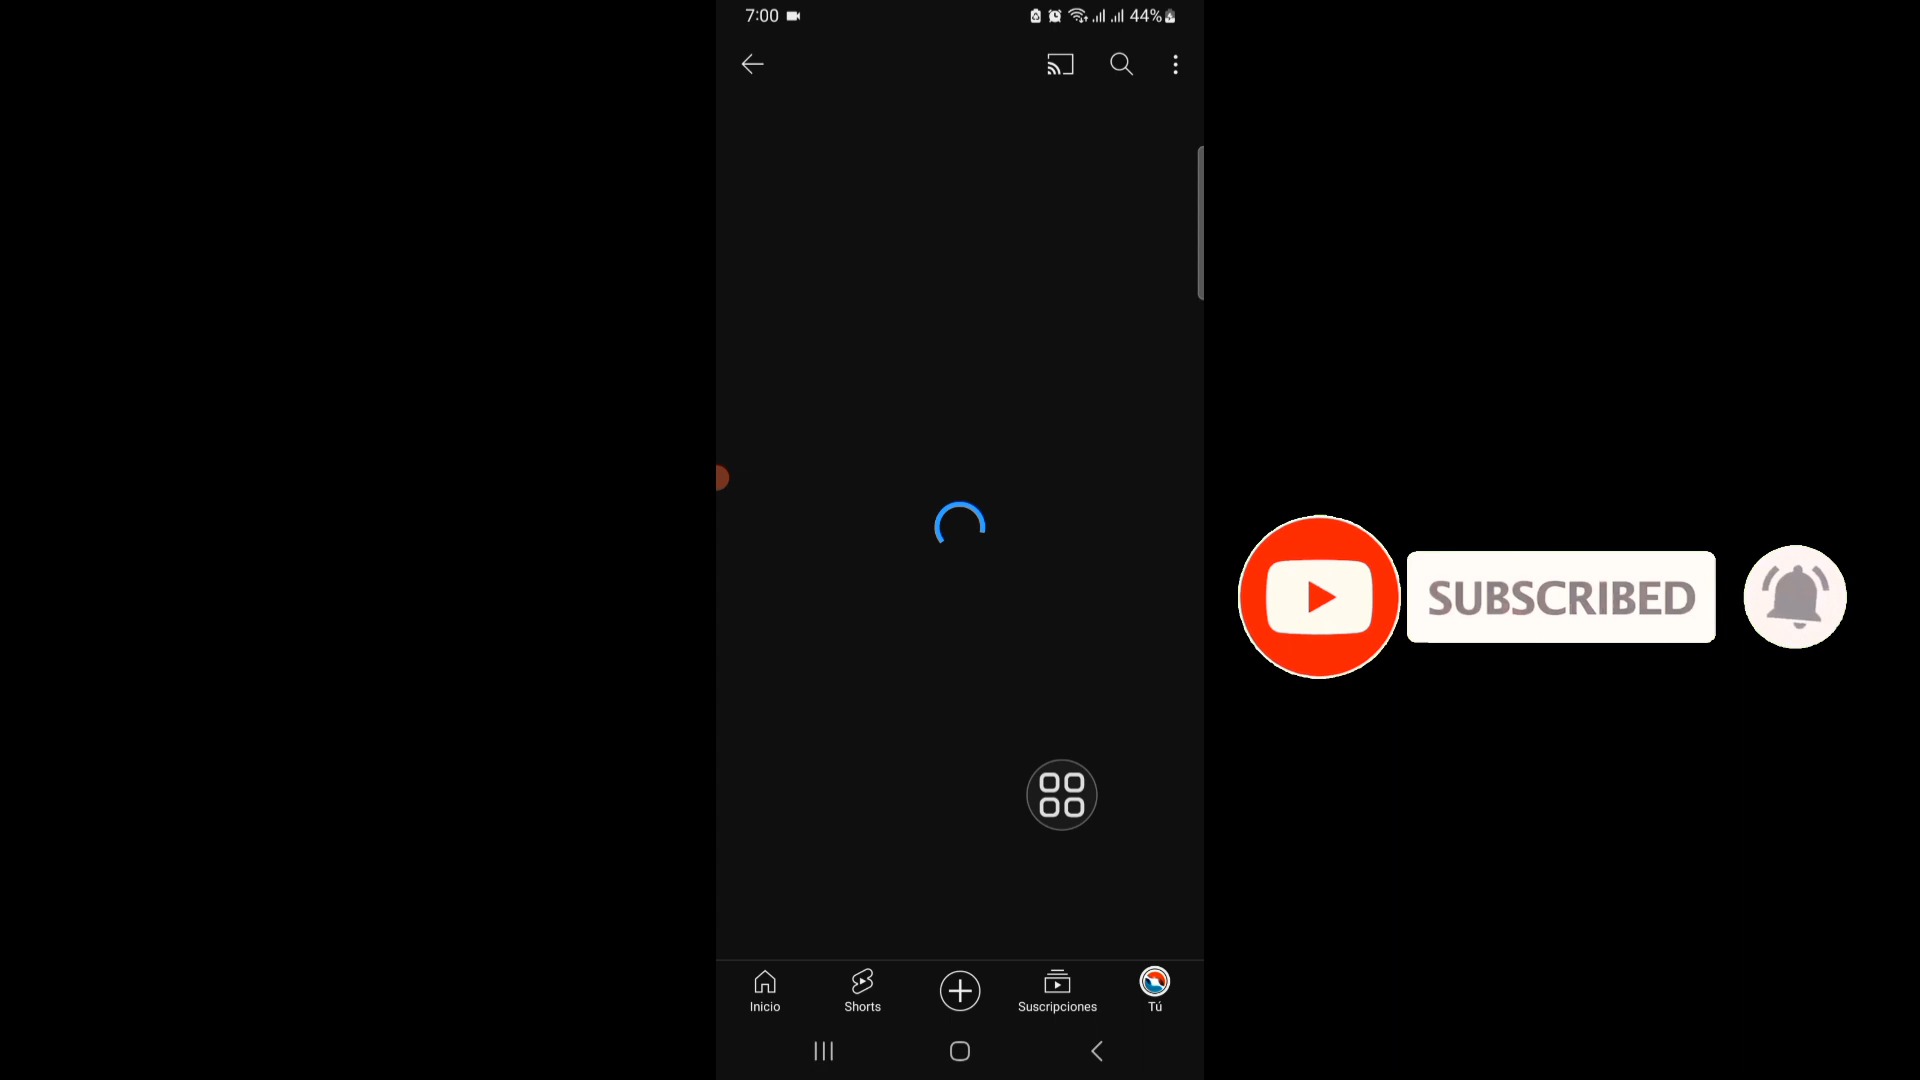 7:00
44%
SUBSCRIBED
Inicio
Shorts
Suscripciones
Tú